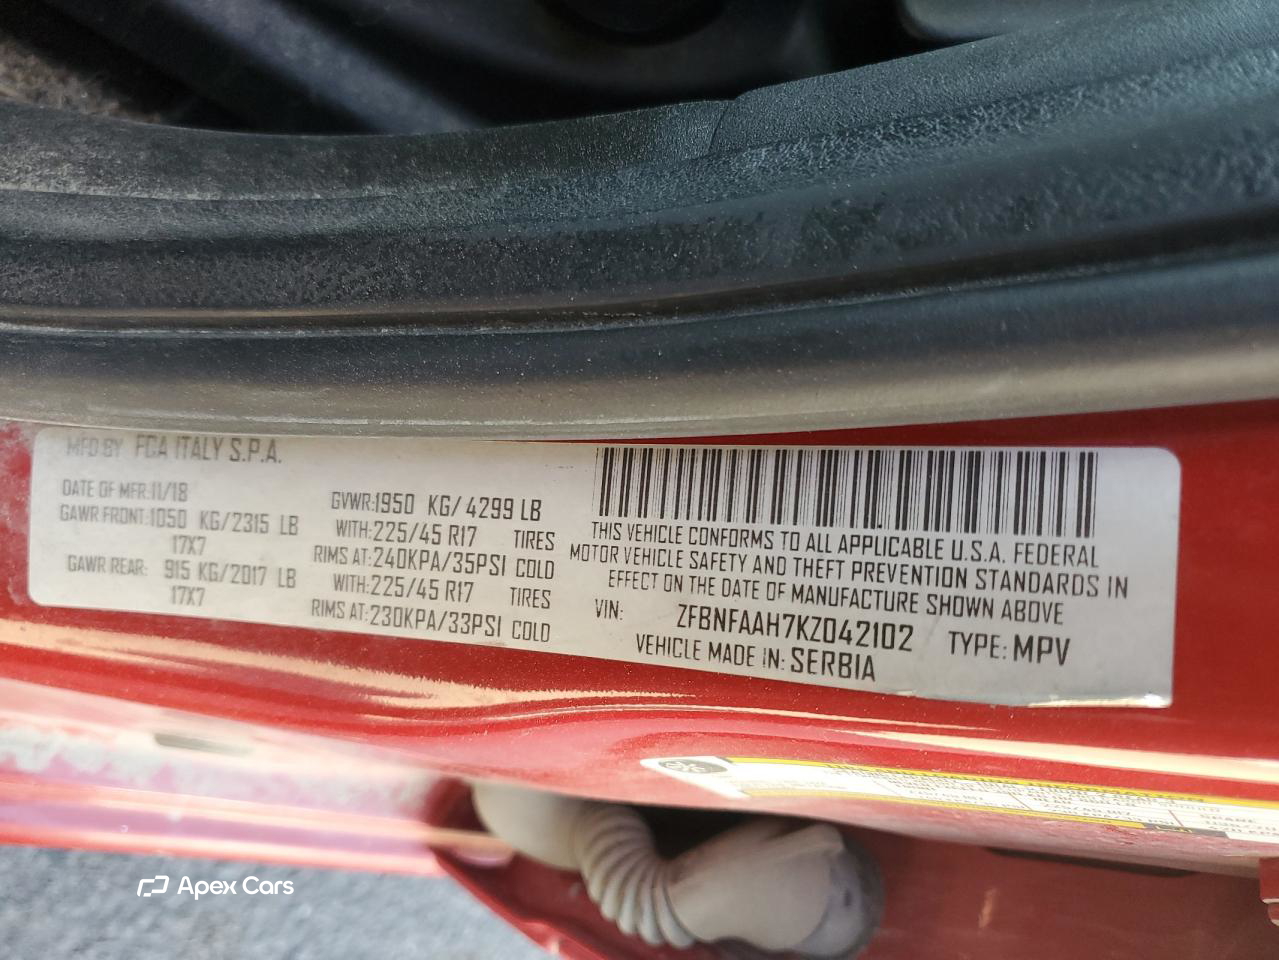 MFD BY FCA ITALY S.P.A.
DATE OF MFR:11/18 GVWR:1950 KG/4299 LB
GAWR FRONT:1050 KG/2315 LB WITH:225/45 R17 TIRES
17X7 RIMS AT:240KPA/35PSI COLD
GAWR REAR: 915 KG/2017 LB WITH:225/45 R17 TIRES
17X7 RIMS AT:230KPA/33PSI COLD
THIS VEHICLE CONFORMS TO ALL APPLICABLE U.S.A. FEDERAL
MOTOR VEHICLE SAFETY AND THEFT PREVENTION STANDARDS IN
EFFECT ON THE DATE OF MANUFACTURE SHOWN ABOVE
VIN: ZFBNFAAH7KZ042102 TYPE: MPV
VEHICLE MADE IN: SERBIA
SPARE
Apex Cars